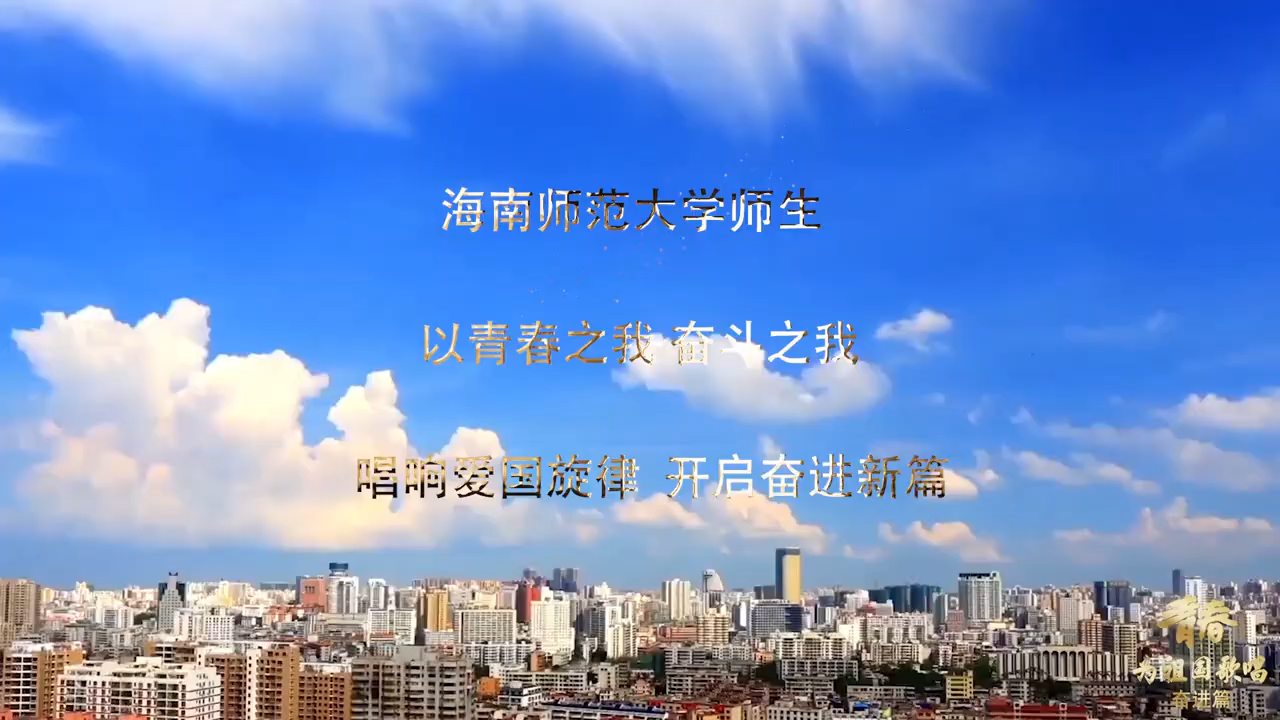 海南师范大学师生
以青春之我 奋斗之我
唱响爱国旋律 开启奋进新篇
青春
为祖国歌唱
奋进篇